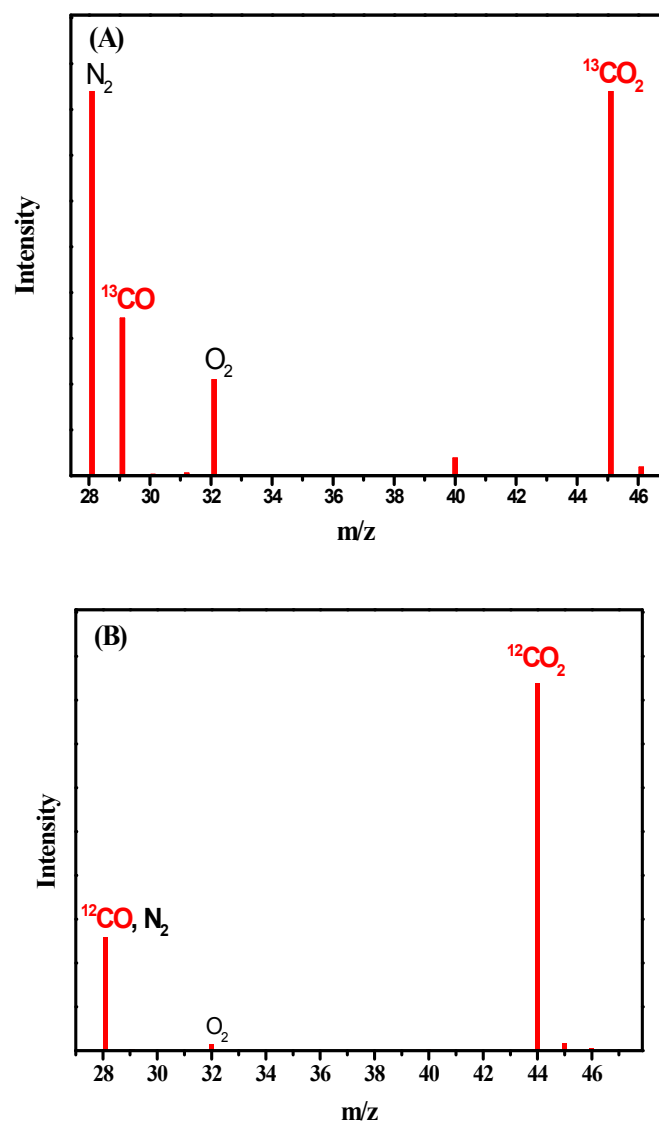 (A)
N₂
¹³CO₂
¹³CO
O₂
Intensity
28 30 32 34 36 38 40 42 44 46
m/z
(B)
¹²CO₂
¹²CO, N₂
O₂
Intensity
28 30 32 34 36 38 40 42 44 46
m/z